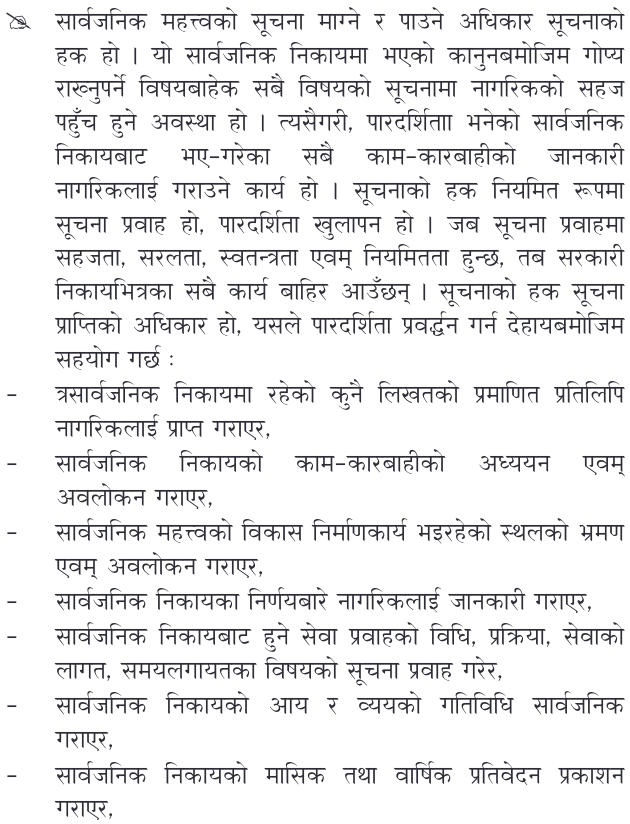 सार्वजनिक महत्त्वको सूचना माग्ने र पाउने अधिकार सूचनाको
हक हो । यो सार्वजनिक निकायमा भएको कानुनबमोजिम गोप्य
राख्नुपर्ने विषयबाहेक सबै विषयको सूचनामा नागरिकको सहज
पहुँच हुने अवस्था हो । त्यसैगरी, पारदर्शिताा भनेको सार्वजनिक
निकायबाट भए-गरेका सबै काम-कारबाहीको जानकारी
नागरिकलाई गराउने कार्य हो । सूचनाको हक नियमित रूपमा
सूचना प्रवाह हो, पारदर्शिता खुलापन हो । जब सूचना प्रवाहमा
सहजता, सरलता, स्वतन्त्रता एवम् नियमितता हुन्छ, तब सरकारी
निकायभित्रका सबै कार्य बाहिर आउँछन् । सूचनाको हक सूचना
प्राप्तिको अधिकार हो, यसले पारदर्शिता प्रवर्द्धन गर्न देहायबमोजिम
सहयोग गर्छ :
- त्रसार्वजनिक निकायमा रहेको कुनै लिखतको प्रमाणित प्रतिलिपि
नागरिकलाई प्राप्त गराएर,
- सार्वजनिक निकायको काम-कारबाहीको अध्ययन एवम्
अवलोकन गराएर,
- सार्वजनिक महत्त्वको विकास निर्माणकार्य भइरहेको स्थलको भ्रमण
एवम् अवलोकन गराएर,
- सार्वजनिक निकायका निर्णयबारे नागरिकलाई जानकारी गराएर,
- सार्वजनिक निकायबाट हुने सेवा प्रवाहको विधि, प्रक्रिया, सेवाको
लागत, समयलगायतका विषयको सूचना प्रवाह गरेर,
- सार्वजनिक निकायको आय र व्ययको गतिविधि सार्वजनिक
गराएर,
- सार्वजनिक निकायको मासिक तथा वार्षिक प्रतिवेदन प्रकाशन
गराएर,